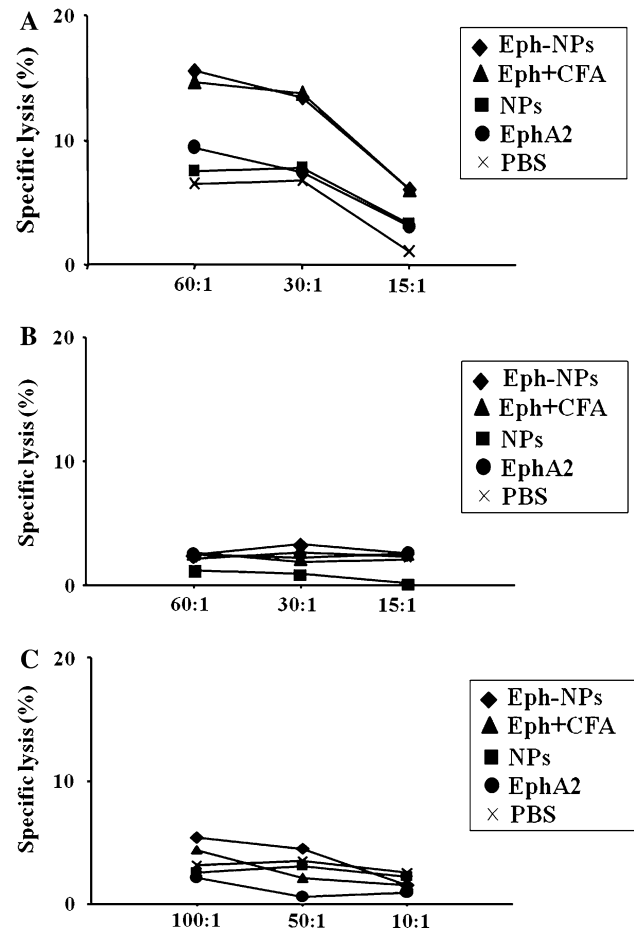 A
20
10
0
Specific lysis (%)
60:1 30:1 15:1
Eph-NPs
Eph+CFA
NPs
EphA2
PBS
B
20
10
0
Specific lysis (%)
60:1 30:1 15:1
Eph-NPs
Eph+CFA
NPs
EphA2
PBS
C
20
10
0
Specific lysis (%)
100:1 50:1 10:1
Eph-NPs
Eph+CFA
NPs
EphA2
PBS